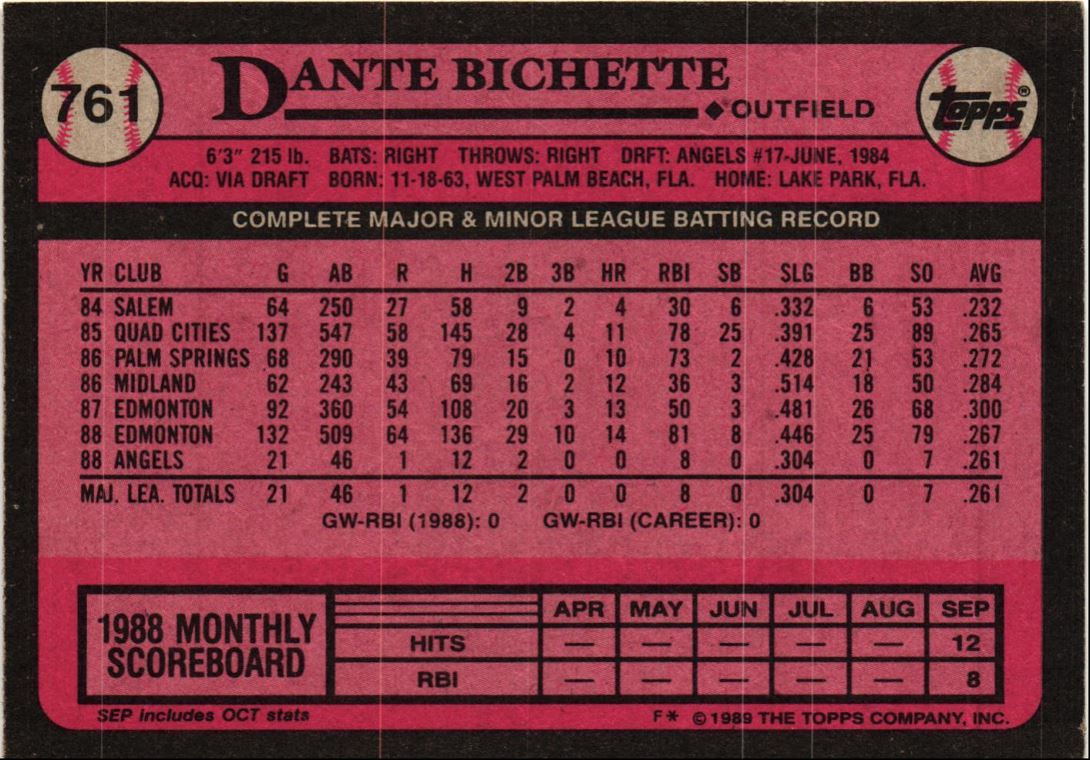 761
DANTE BICHETTE
◆OUTFIELD
TOPPS®
6'3" 215 lb. BATS: RIGHT THROWS: RIGHT DRFT: ANGELS #17-JUNE, 1984
ACQ: VIA DRAFT BORN: 11-18-63, WEST PALM BEACH, FLA. HOME: LAKE PARK, FLA.
COMPLETE MAJOR & MINOR LEAGUE BATTING RECORD
YR CLUB G AB R H 2B 3B HR RBI SB SLG BB SO AVG
84 SALEM 64 250 27 58 9 2 4 30 6 .332 6 53 .232
85 QUAD CITIES 137 547 58 145 28 4 11 78 25 .391 25 89 .265
86 PALM SPRINGS 68 290 39 79 15 0 10 73 2 .428 21 53 .272
86 MIDLAND 62 243 43 69 16 2 12 36 3 .514 18 50 .284
87 EDMONTON 92 360 54 108 20 3 13 50 3 .481 26 68 .300
88 EDMONTON 132 509 64 136 29 10 14 81 8 .446 25 79 .267
88 ANGELS 21 46 1 12 2 0 0 8 0 .304 0 7 .261
MAJ. LEA. TOTALS 21 46 1 12 2 0 0 8 0 .304 0 7 .261
GW-RBI (1988): 0 GW-RBI (CAREER): 0
1988 MONTHLY
SCOREBOARD
APR MAY JUN JUL AUG SEP
HITS — — — — — 12
RBI — — — — — 8
SEP includes OCT stats
F* © 1989 THE TOPPS COMPANY, INC.